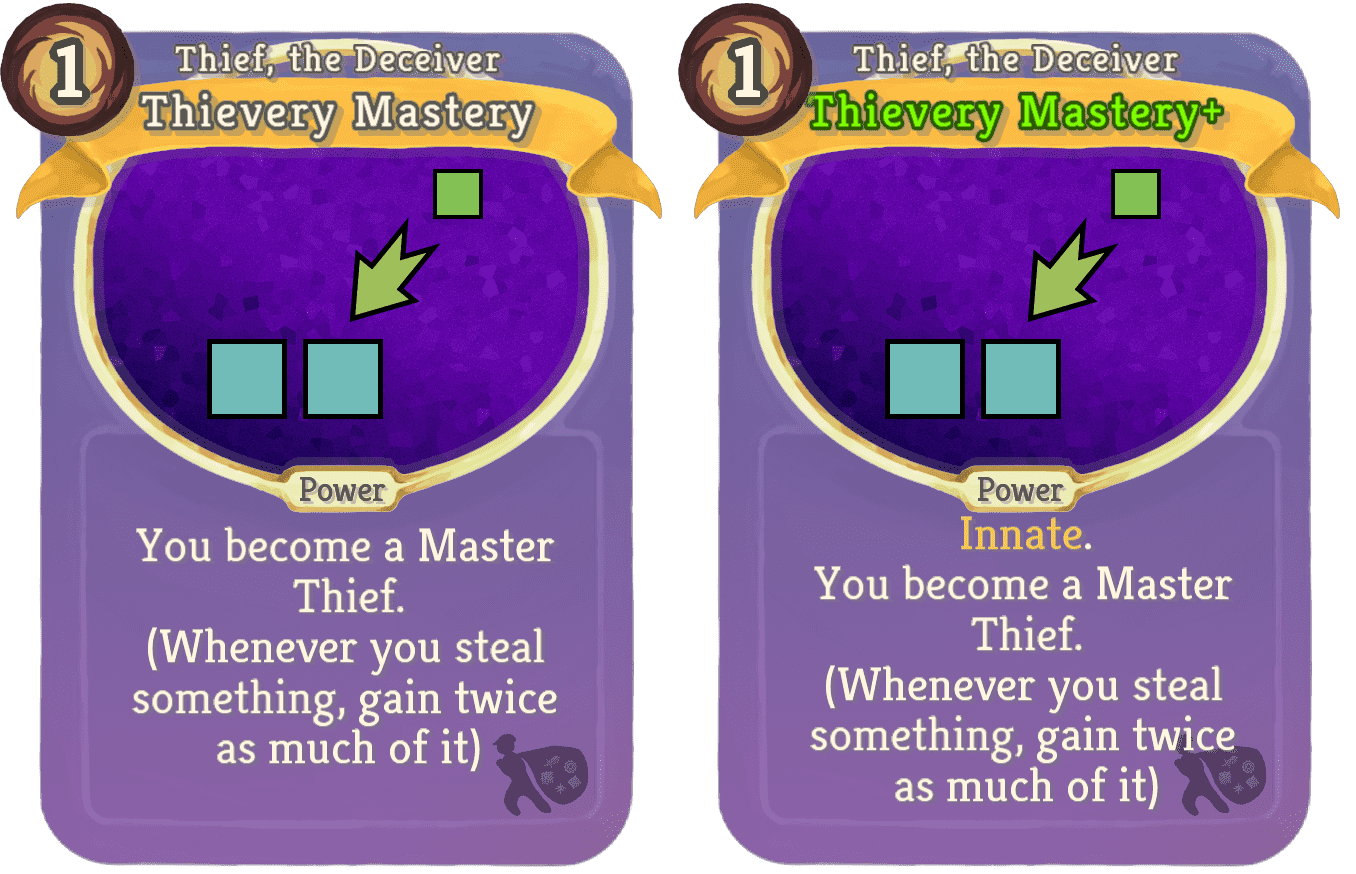 1
Thief, the Deceiver
Thievery Mastery
Power
You become a Master
Thief.
(Whenever you steal
something, gain twice
as much of it)
1
Thief, the Deceiver
Thievery Mastery+
Power
Innate.
You become a Master
Thief.
(Whenever you steal
something, gain twice
as much of it)